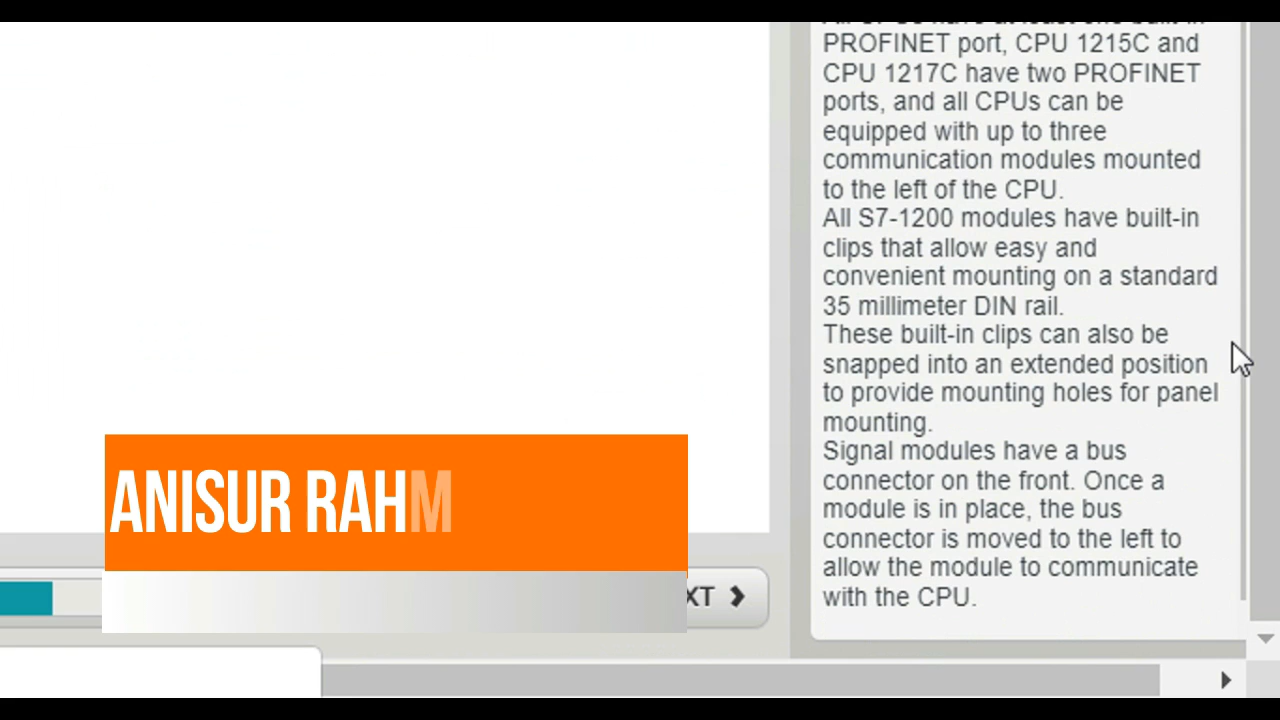 PROFINET port, CPU 1215C and
CPU 1217C have two PROFINET
ports, and all CPUs can be
equipped with up to three
communication modules mounted
to the left of the CPU.
All S7-1200 modules have built-in
clips that allow easy and
convenient mounting on a standard
35 millimeter DIN rail.
These built-in clips can also be
snapped into an extended position
to provide mounting holes for panel
mounting.
Signal modules have a bus
connector on the front. Once a
module is in place, the bus
connector is moved to the left to
allow the module to communicate
with the CPU.
ANISUR RAHM
XT